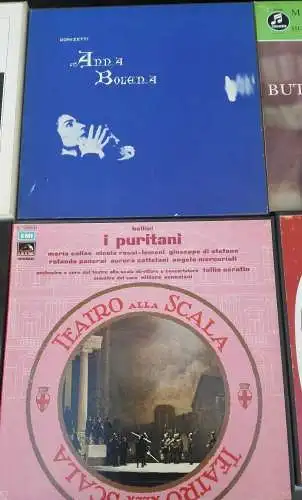 DONIZETTI
ANNA
BOLENA
M
BUT
EMI
bellini
i puritani
maria callas nicola rossi-lemeni giuseppe di stefano
rolando panerai aurora cattelani angelo mercuriali
orchestra e coro del teatro alla scala direttore e concertatore tullio serafin
maestro del coro vittore veneziani
TEATRO ALLA SCALA
TEATRO ALLA SCALA